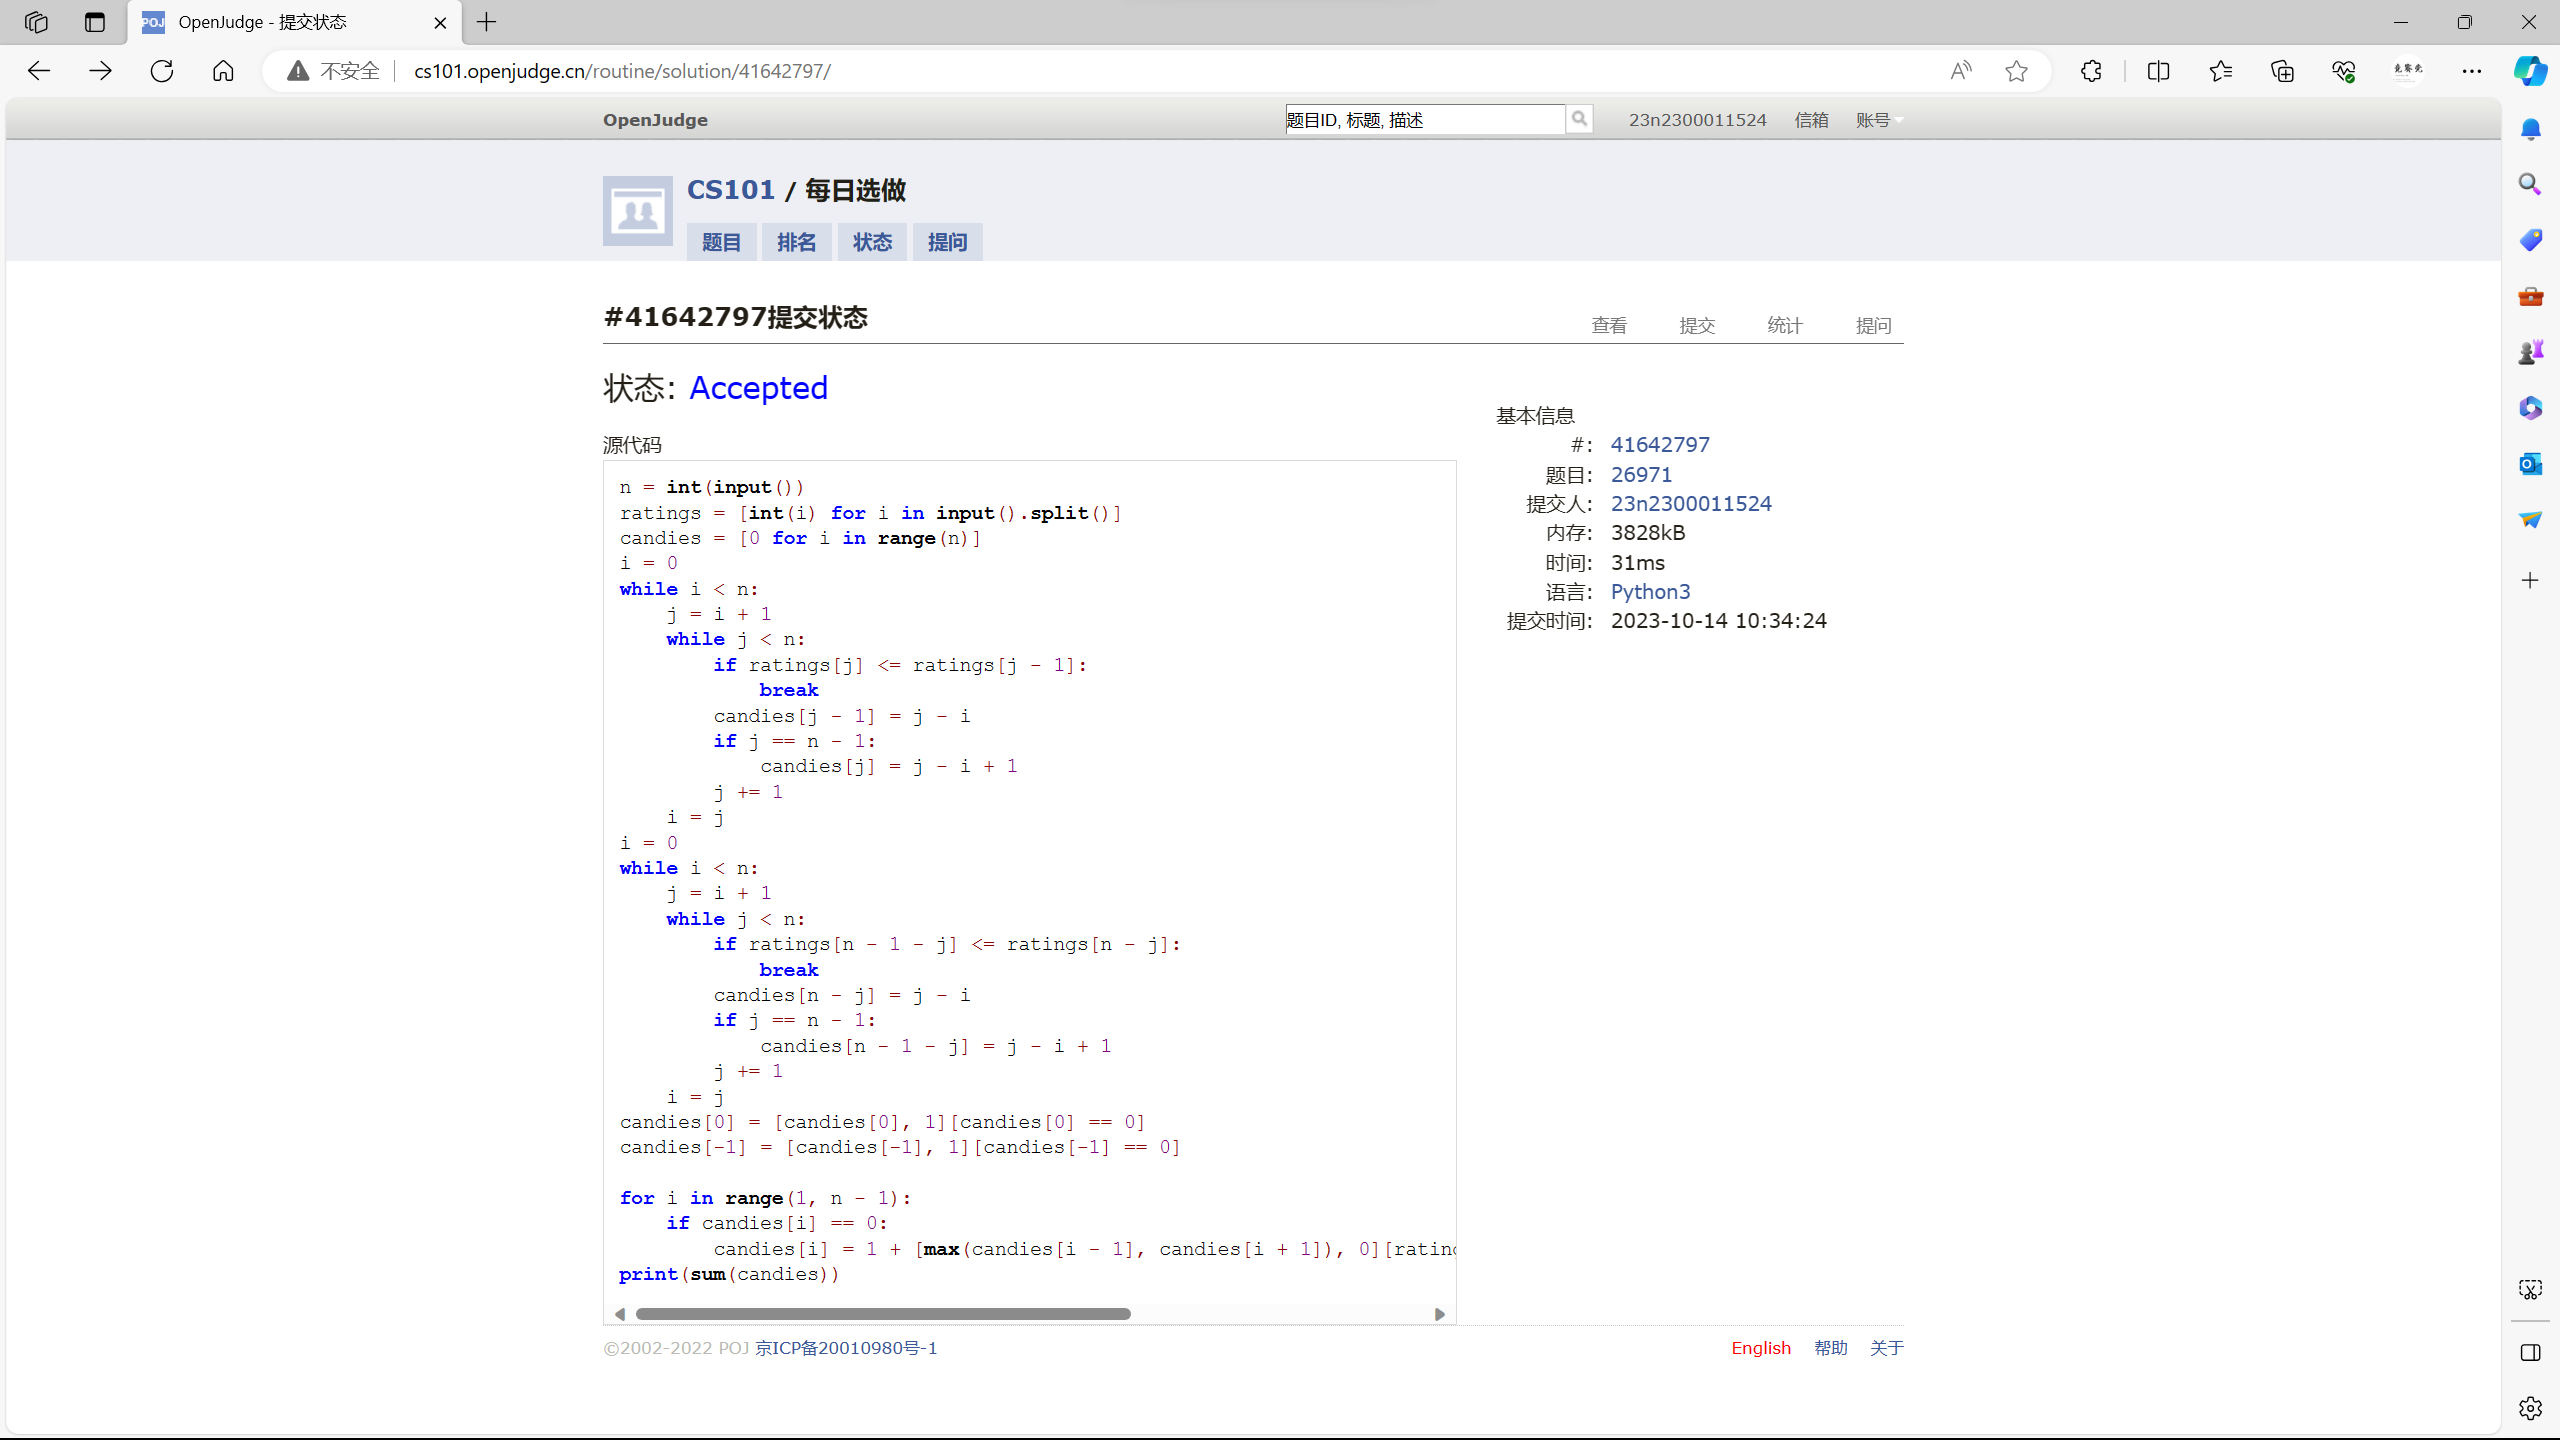 OpenJudge - 提交状态
不安全
cs101.openjudge.cn/routine/solution/41642797/
OpenJudge
题目ID, 标题, 描述
23n2300011524 信箱 账号
CS101 / 每日选做
题目 排名 状态 提问
#41642797提交状态
查看 提交 统计 提问
状态: Accepted
源代码
n = int(input())
ratings = [int(i) for i in input().split()]
candies = [0 for i in range(n)]
i = 0
while i < n:
    j = i + 1
    while j < n:
        if ratings[j] <= ratings[j - 1]:
            break
        candies[j - 1] = j - i
        if j == n - 1:
            candies[j] = j - i + 1
        j += 1
    i = j
i = 0
while i < n:
    j = i + 1
    while j < n:
        if ratings[n - 1 - j] <= ratings[n - j]:
            break
        candies[n - j] = j - i
        if j == n - 1:
            candies[n - 1 - j] = j - i + 1
        j += 1
    i = j
candies[0] = [candies[0], 1][candies[0] == 0]
candies[-1] = [candies[-1], 1][candies[-1] == 0]
for i in range(1, n - 1):
    if candies[i] == 0:
        candies[i] = 1 + [max(candies[i - 1], candies[i + 1]), 0][rating
print(sum(candies))
基本信息
#: 41642797
题目: 26971
提交人: 23n2300011524
内存: 3828kB
时间: 31ms
语言: Python3
提交时间: 2023-10-14 10:34:24
©2002-2022 POJ 京ICP备20010980号-1
English 帮助 关于